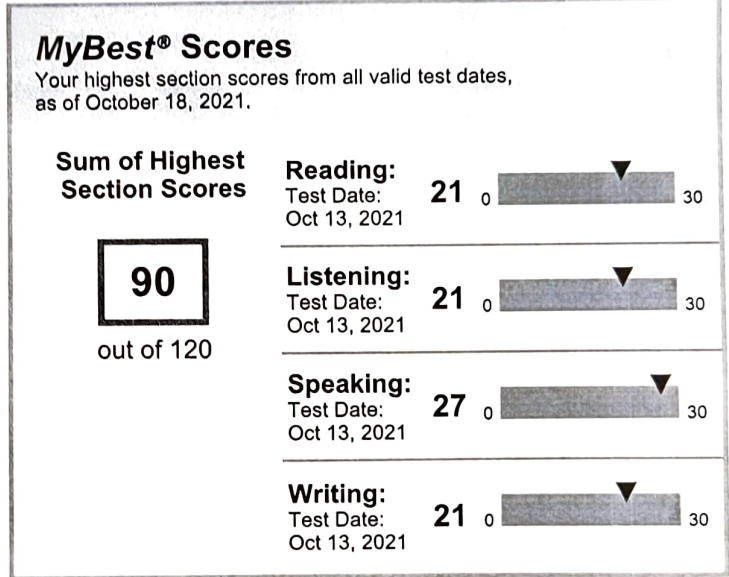 MyBest® Scores
Your highest section scores from all valid test dates,
as of October 18, 2021.
Sum of Highest
Section Scores
90
out of 120
Reading:
Test Date:
Oct 13, 2021
21
0
30
Listening:
Test Date:
Oct 13, 2021
21
0
30
Speaking:
Test Date:
Oct 13, 2021
27
0
30
Writing:
Test Date:
Oct 13, 2021
21
0
30